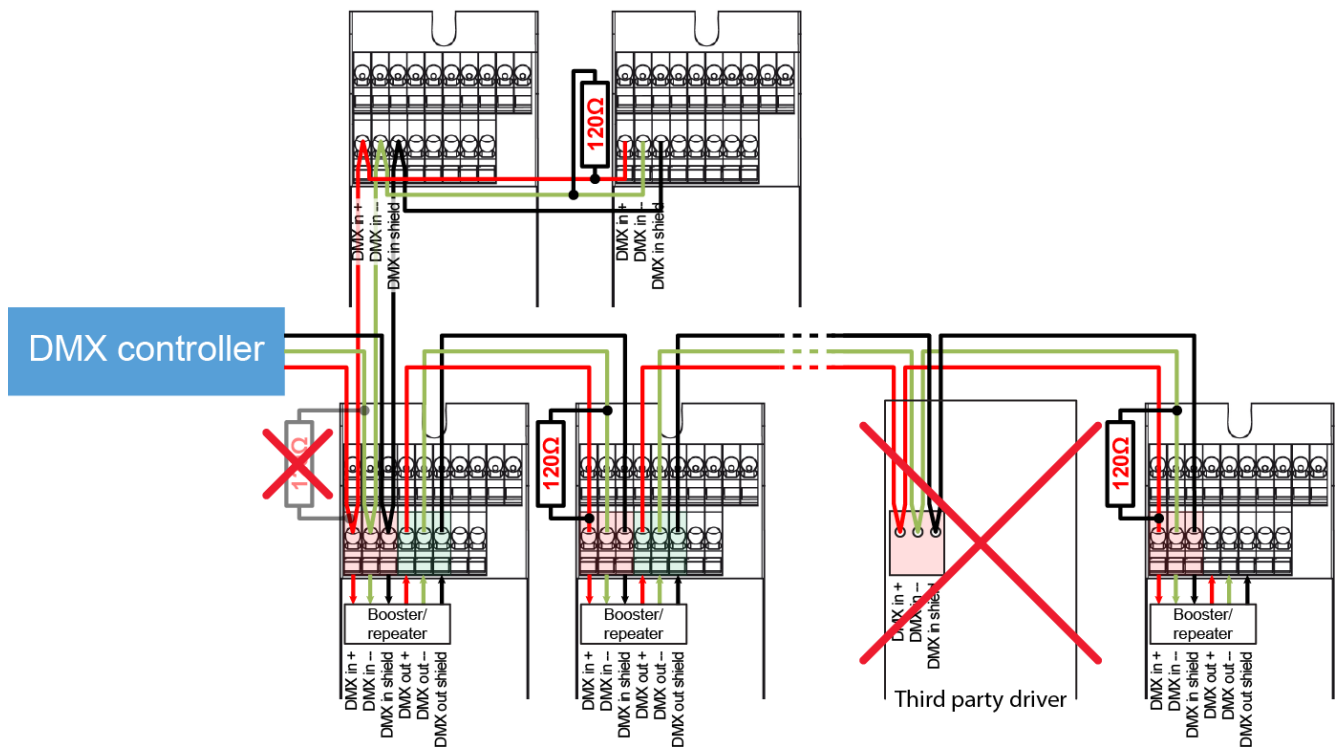 120Ω
DMX in +
DMX in --
DMX in shield
DMX in +
DMX in --
DMX in shield
DMX controller
120Ω
120Ω
Booster/
repeater
DMX in +
DMX in --
DMX in shield
DMX out +
DMX out --
DMX out shield
Booster/
repeater
DMX in +
DMX in --
DMX in shield
DMX out +
DMX out --
DMX out shield
DMX in +
DMX in --
DMX in shield
Third party driver
Booster/
repeater
DMX in +
DMX in --
DMX in shield
DMX out +
DMX out --
DMX out shield